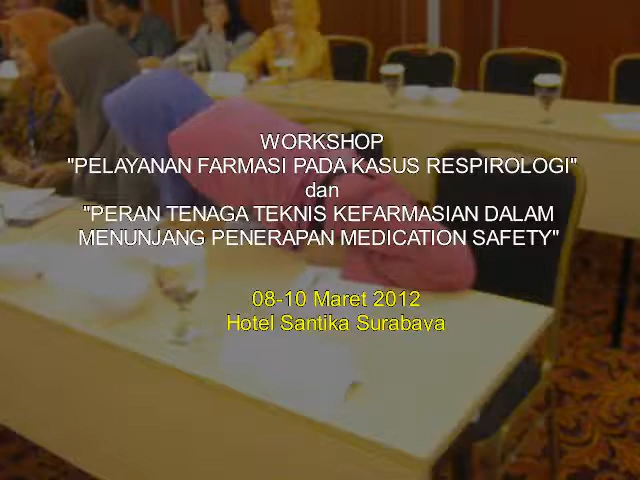 WORKSHOP
"PELAYANAN FARMASI PADA KASUS RESPIROLOGI"
dan
"PERAN TENAGA TEKNIS KEFARMASIAN DALAM
MENUNJANG PENERAPAN MEDICATION SAFETY"
08-10 Maret 2012
Hotel Santika Surabaya